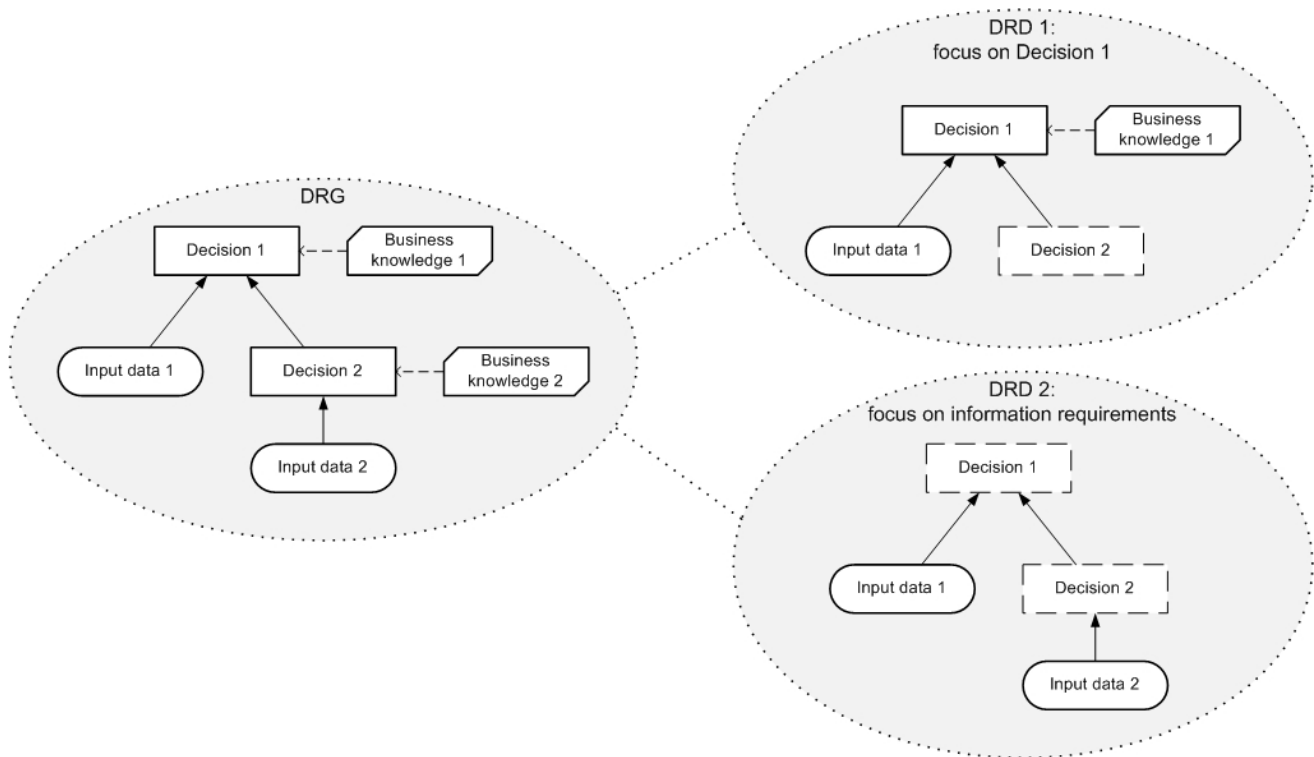 DRG
Decision 1
Business
knowledge 1
Input data 1
Decision 2
Business
knowledge 2
Input data 2
DRD 1:
focus on Decision 1
Decision 1
Business
knowledge 1
Input data 1
Decision 2
DRD 2:
focus on information requirements
Decision 1
Input data 1
Decision 2
Input data 2